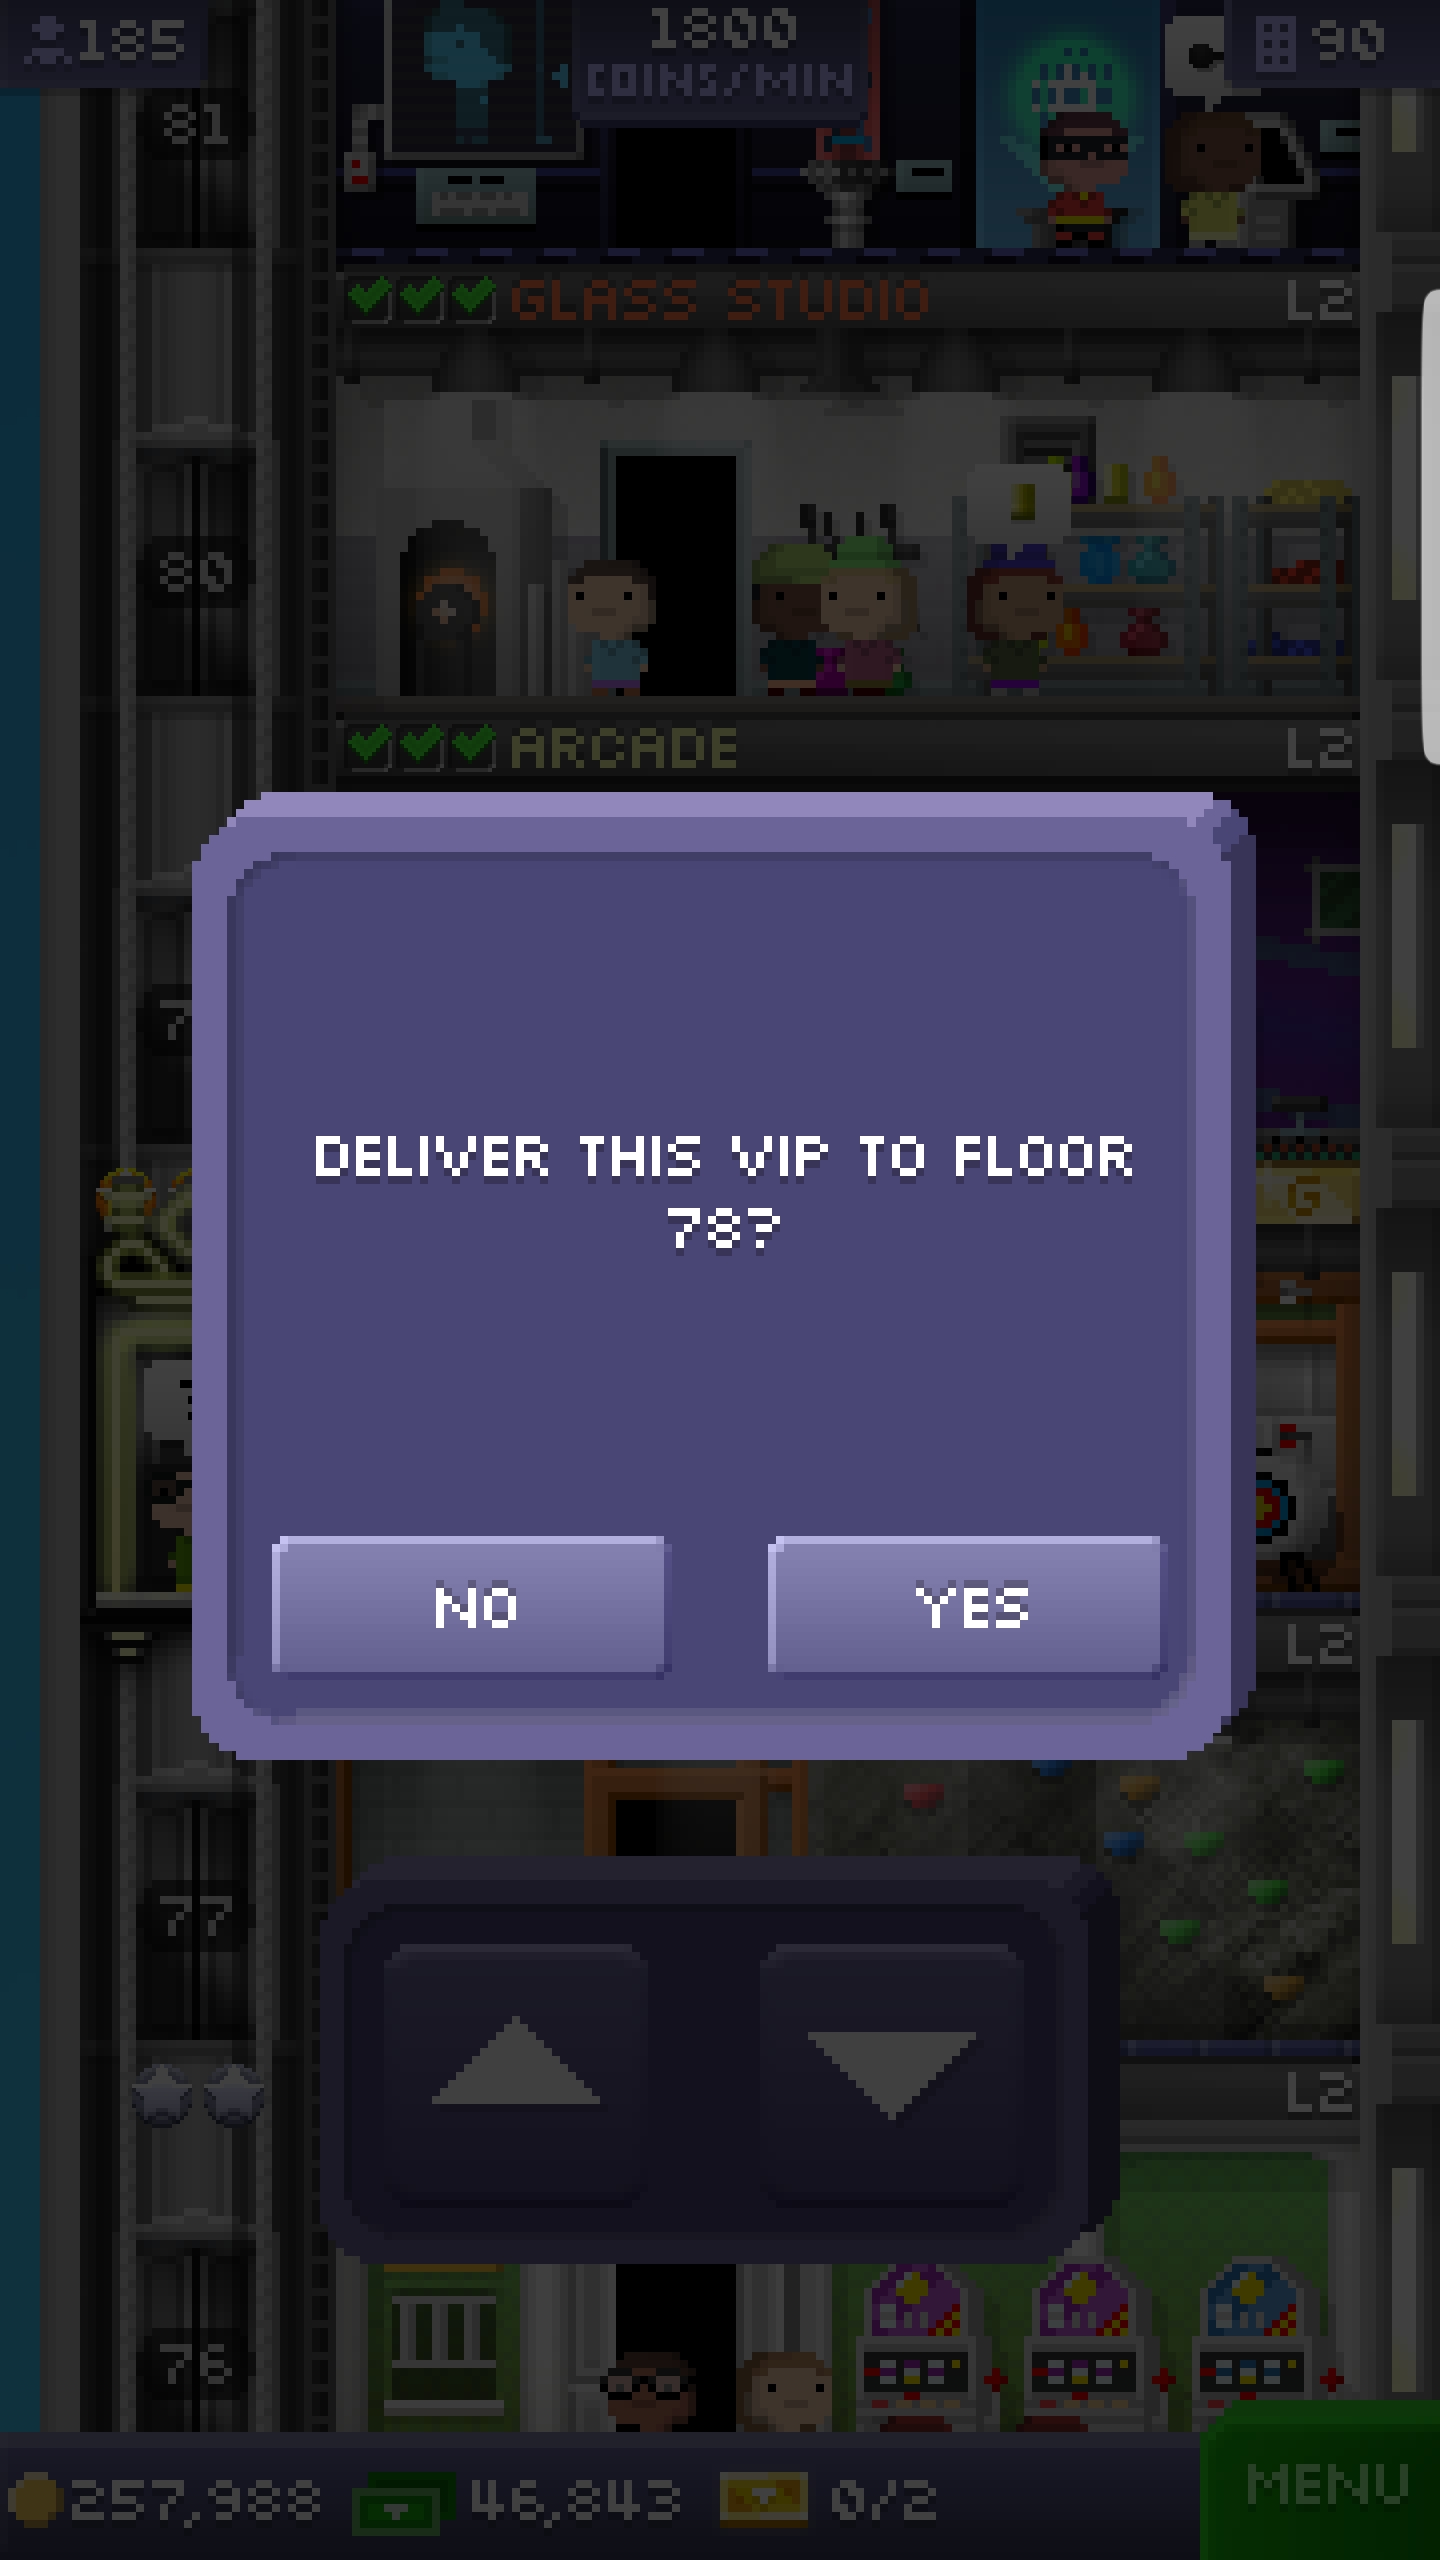 185
1800
COINS/MIN
90
81
GLASS STUDIO L2
80
ARCADE L2
7
DELIVER THIS VIP TO FLOOR
78?
G
NO
YES
L2
77
L2
76
257,988
46,843
0/2
MENU